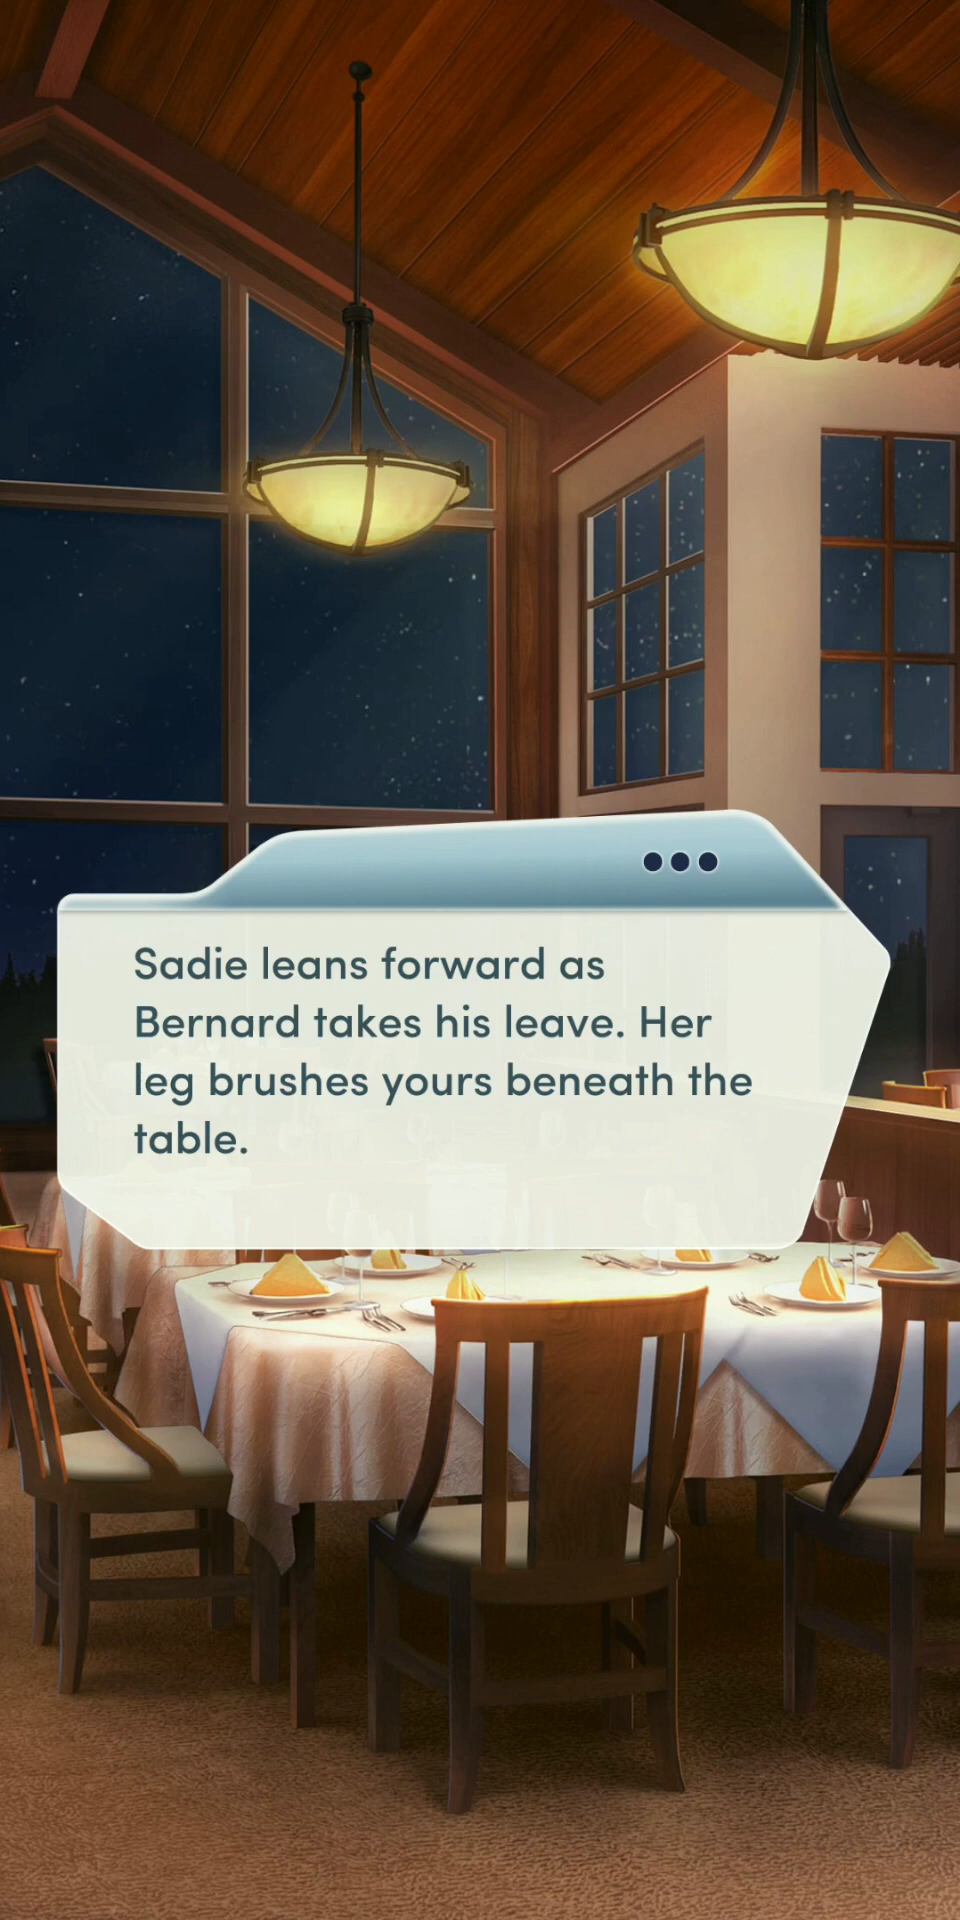 Sadie leans forward as
Bernard takes his leave. Her
leg brushes yours beneath the
table.